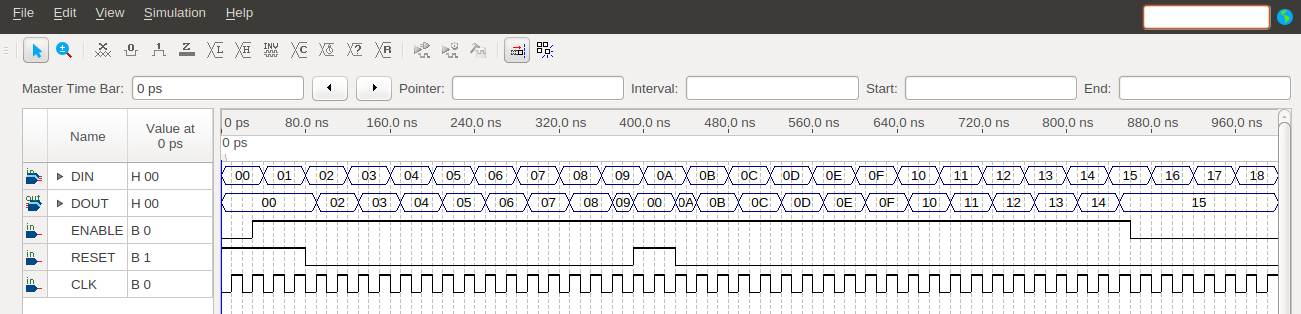 File Edit View Simulation Help
X 0 1 Z L H INV C ? R
Master Time Bar: 0 ps Pointer: Interval: Start: End:
Name Value at 0 ps 0 ps 80.0 ns 160.0 ns 240.0 ns 320.0 ns 400.0 ns 480.0 ns 560.0 ns 640.0 ns 720.0 ns 800.0 ns 880.0 ns 960.0 ns
0 ps
in DIN H 00 00 01 02 03 04 05 06 07 08 09 0A 0B 0C 0D 0E 0F 10 11 12 13 14 15 16 17 18
out DOUT H 00 00 02 03 04 05 06 07 08 09 00 0A 0B 0C 0D 0E 0F 10 11 12 13 14 15
in ENABLE B 0
in RESET B 1
in CLK B 0